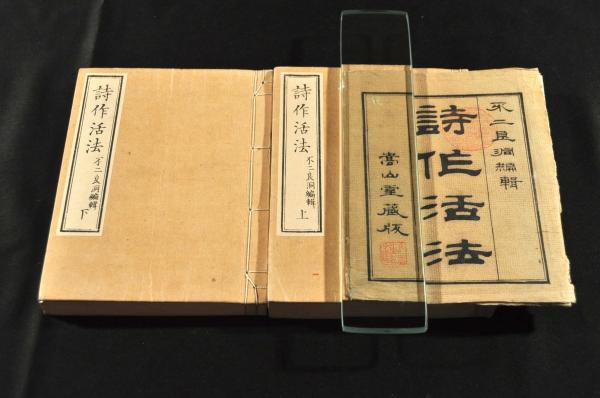 詩作活法 不二良洞編輯 下
詩作活法 不二良洞編輯 上
不二良洞編輯
詩作活法
嵩山堂藏版